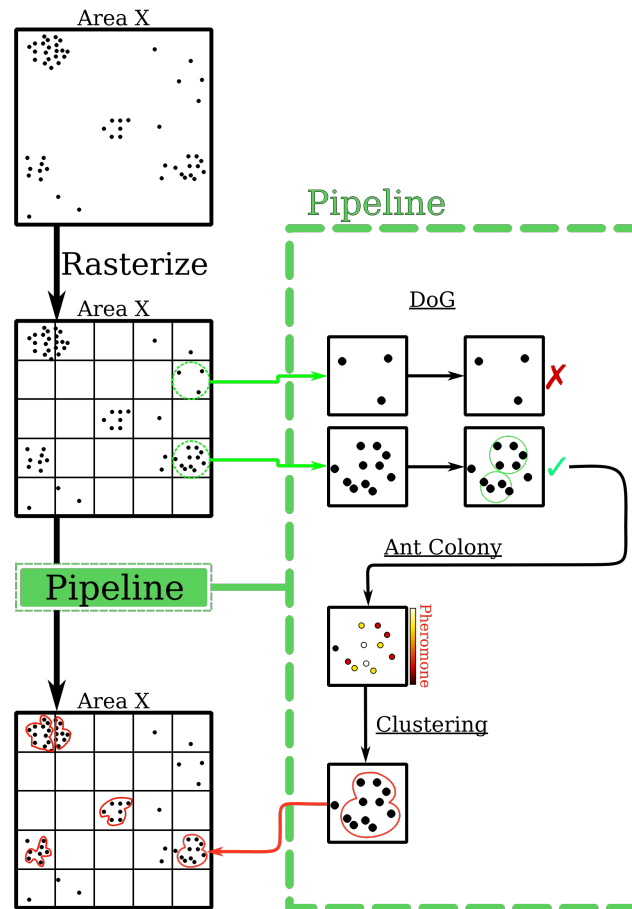 Area X
Pipeline
Rasterize
Area X
DoG
✗
✓
Ant Colony
Pipeline
Pheromone
Area X
Clustering